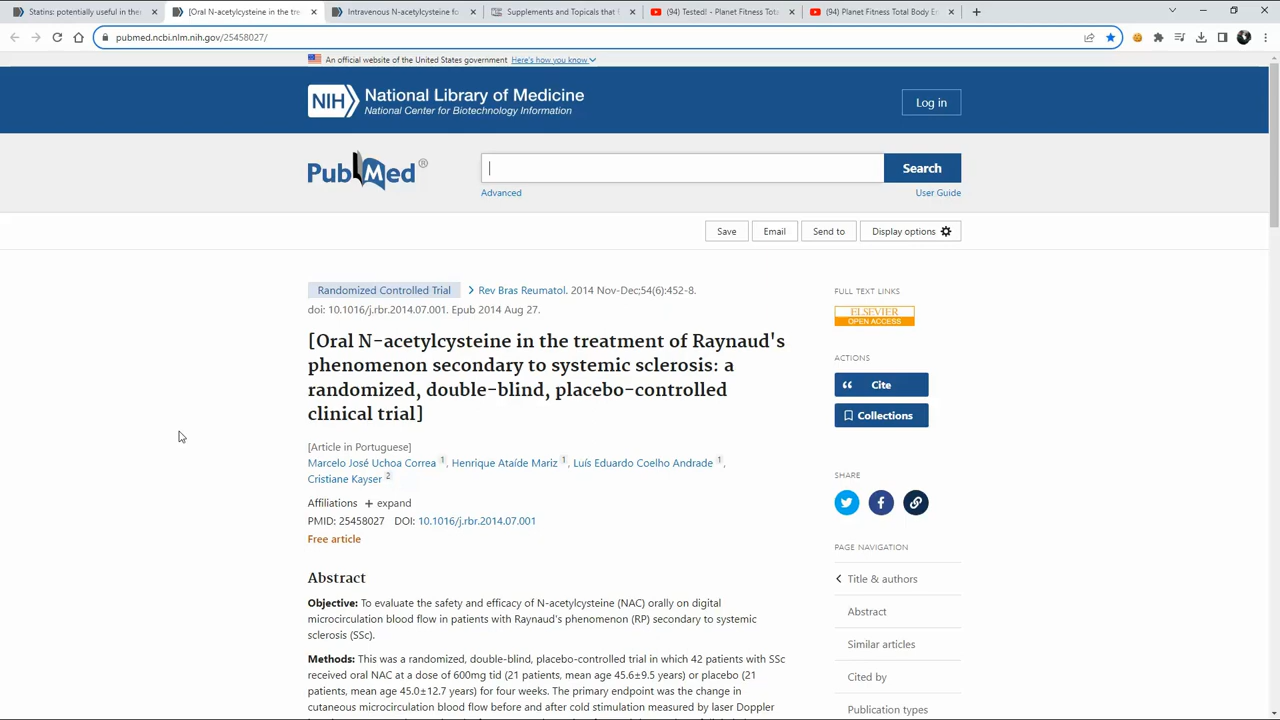 Statins: potentially useful in the
[Oral N-acetylcysteine in the tre
Intravenous N-acetylcysteine fo
Supplements and Topicals that
(94) Tested! - Planet Fitness Tota
(94) Planet Fitness Total Body E
pubmed.ncbi.nlm.nih.gov/25458027/
An official website of the United States government Here's how you know
NIH National Library of Medicine
National Center for Biotechnology Information
Log in
PubMed®
Search
Advanced
User Guide
Save
Email
Send to
Display options
Randomized Controlled Trial > Rev Bras Reumatol. 2014 Nov-Dec;54(6):452-8.
doi: 10.1016/j.rbr.2014.07.001. Epub 2014 Aug 27.
[Oral N-acetylcysteine in the treatment of Raynaud's
phenomenon secondary to systemic sclerosis: a
randomized, double-blind, placebo-controlled
clinical trial]
[Article in Portuguese]
Marcelo José Uchoa Correa 1, Henrique Ataíde Mariz 1, Luís Eduardo Coelho Andrade 1,
Cristiane Kayser 2
Affiliations + expand
PMID: 25458027 DOI: 10.1016/j.rbr.2014.07.001
Free article
Abstract
Objective: To evaluate the safety and efficacy of N-acetylcysteine (NAC) orally on digital
microcirculation blood flow in patients with Raynaud's phenomenon (RP) secondary to systemic
sclerosis (SSc).
Methods: This was a randomized, double-blind, placebo-controlled trial in which 42 patients with SSc
received oral NAC at a dose of 600mg tid (21 patients, mean age 45.6±9.5 years) or placebo (21
patients, mean age 45.0±12.7 years) for four weeks. The primary endpoint was the change in
cutaneous microcirculation blood flow before and after cold stimulation measured by laser Doppler
FULL TEXT LINKS
ELSEVIER
OPEN ACCESS
ACTIONS
Cite
Collections
SHARE
PAGE NAVIGATION
Title & authors
Abstract
Similar articles
Cited by
Publication types